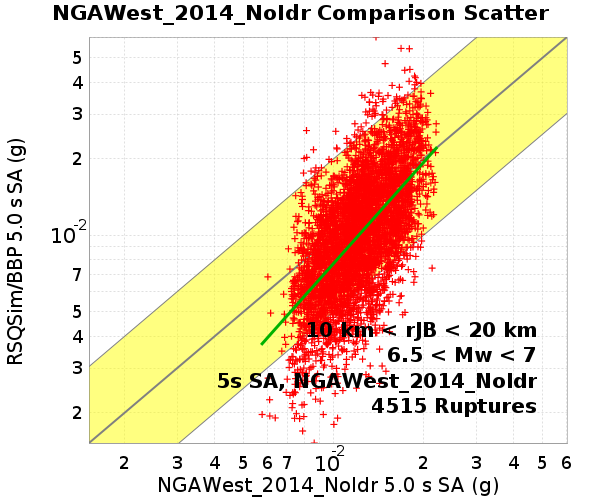 NGAWest_2014_NoIdr Comparison Scatter
RSQSim/BBP 5.0 s SA (g)
5
4
3
2
10-2
7
5
4
3
2
10 km < rJB < 20 km
6.5 < Mw < 7
5s SA, NGAWest_2014_NoIdr
4515 Ruptures
2 3 4 5 6 7 10-2 2 3 4 5 6
NGAWest_2014_NoIdr 5.0 s SA (g)